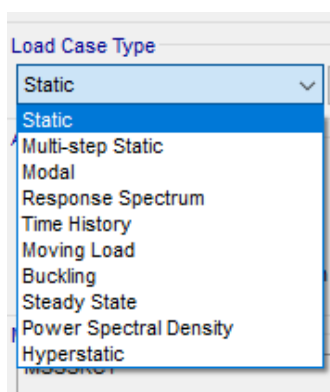 Load Case Type
Static
Static
Multi-step Static
Modal
Response Spectrum
Time History
Moving Load
Buckling
Steady State
Power Spectral Density
Hyperstatic